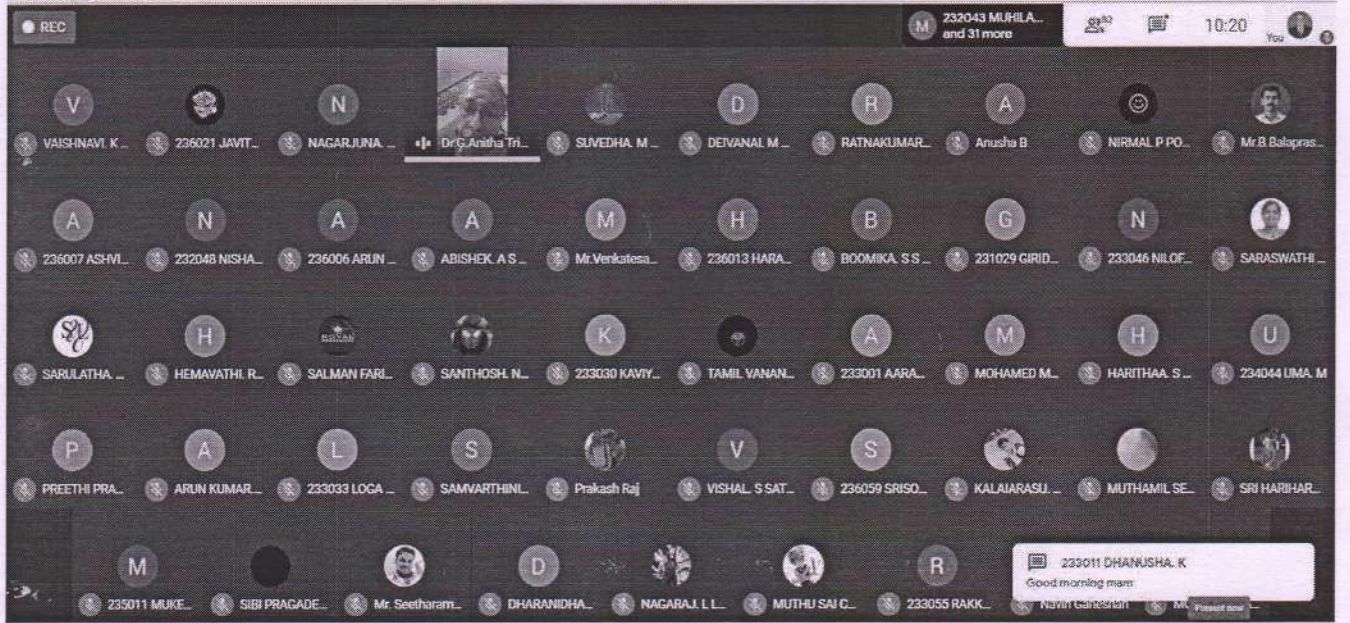 REC
M 232043 MUHILA...
and 31 more
82
10:20
You
V N D R A
VAISHNAVI. K ... 236021 JAVIT... NAGARJUNA. ... Dr.G.Anitha Tri... SUVEDHA. M ... DEIVANAI. M ... RATNAKUMAR... Anusha B NIRMAL P PO... Mr.B.Balapras...
A N A A M H B G N
236007 ASHVI... 232048 NISHA... 236006 ARUN ... ABISHEK. A S ... Mr.Venkatesa... 236013 HARA... BOOMIKA. S S ... 231029 GIRID... 233046 NILOF... SARASWATHI ...
H ROYAL K A M H U
SARULATHA. ... HEMAVATHI. R... SALMAN FARI... SANTHOSH. N... 233030 KAVIY... TAMIL VANAN... 233001 AARA... MOHAMED M... HARITHAA. S ... 234044 UMA. M
P A L S V S
PREETHI PRA... ARUN KUMAR... 233033 LOGA ... SAMVARTHINI... Prakash Raj VISHAL. S SAT... 236059 SRISO... KALAIARASU. ... MUTHAMIL SE... SRI HARIHAR...
M D R
235011 MUKE... SIBI PRAGADE... Mr. Seetharam... DHARANIDHA... NAGARAJ. L L... MUTHU SAI C... 233055 RAKK... Navin Ganeshan
233011 DHANUSHA. K
Good morning mam
Present now